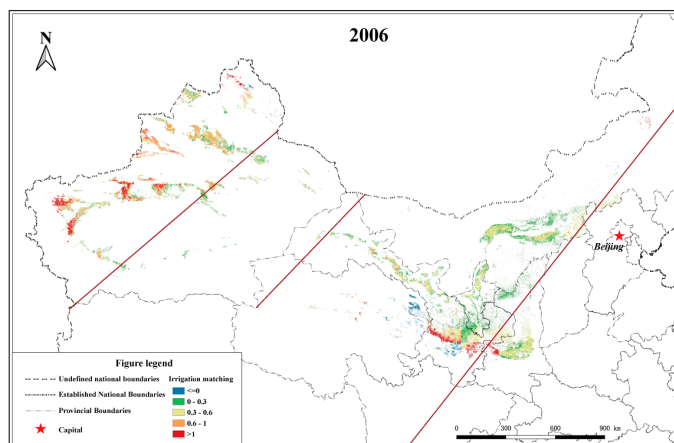 2006
N
Beijing
Figure legend
Undefined national boundaries
Established National Boundaries
Provincial Boundaries
Capital
Irrigation matching
<=0
0 - 0.3
0.3 - 0.6
0.6 - 1
>1
0 300 600 900 km